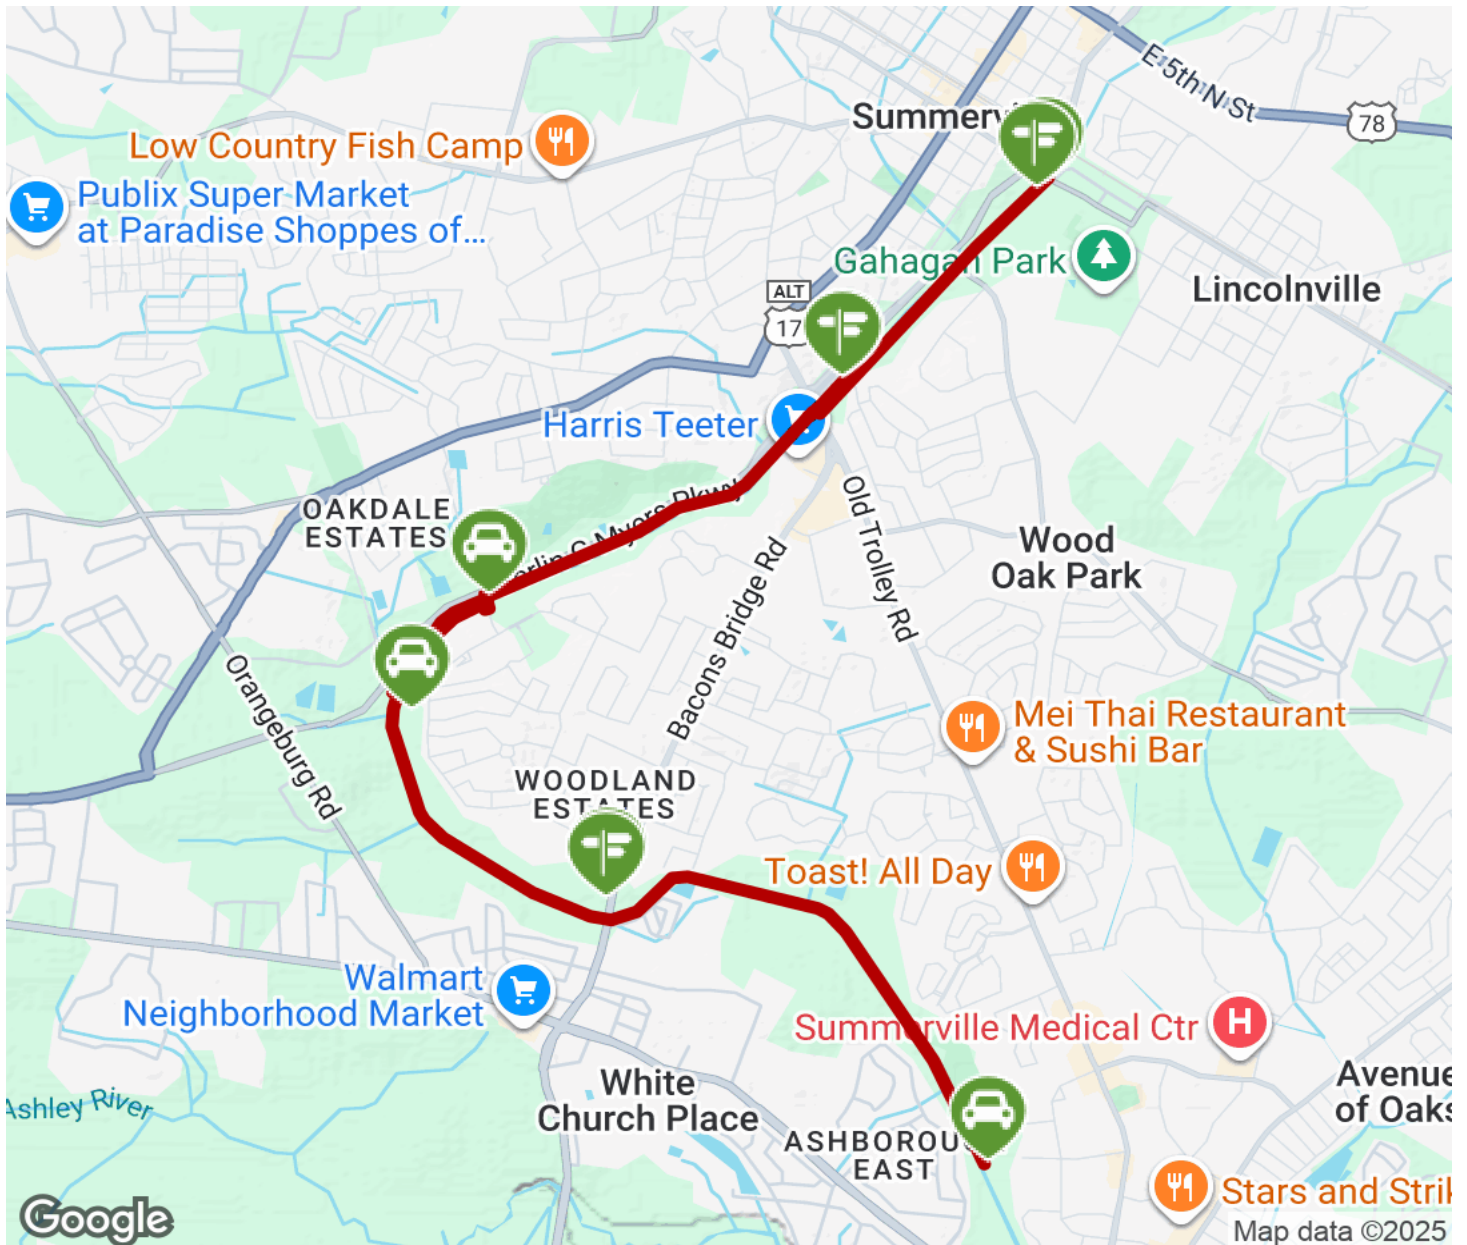 E 5th N St
78
Summerv
Low Country Fish Camp
Publix Super Market
at Paradise Shoppes of...
Gahagan Park
Lincolnville
ALT
17
Harris Teeter
OAKDALE
ESTATES
erlin G Myers Pkwy
Old Trolley Rd
Wood
Oak Park
Bacons Bridge Rd
Orangeburg Rd
Mei Thai Restaurant
& Sushi Bar
WOODLAND
ESTATES
Toast! All Day
Walmart
Neighborhood Market
Summerville Medical Ctr
H
Ashley River
White
Church Place
Avenue
of Oaks
ASHBOROU
EAST
Stars and Strik
Google
Map data ©2025